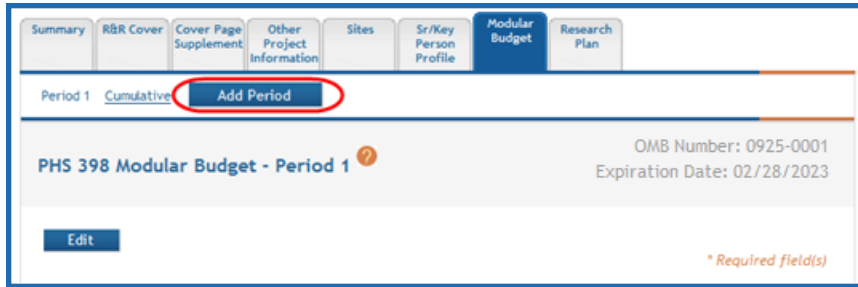 Summary
R&R Cover
Cover Page
Supplement
Other
Project
Information
Sites
Sr/Key
Person
Profile
Modular
Budget
Research
Plan
Period 1 Cumulative Add Period
PHS 398 Modular Budget - Period 1 ?
OMB Number: 0925-0001
Expiration Date: 02/28/2023
Edit
* Required field(s)